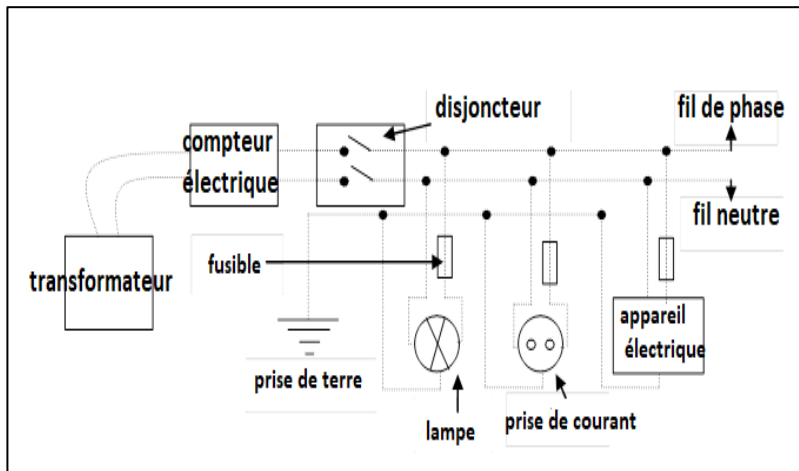 disjoncteur
fil de phase
compteur
électrique
fil neutre
transformateur
fusible
appareil
électrique
prise de terre
lampe
prise de courant